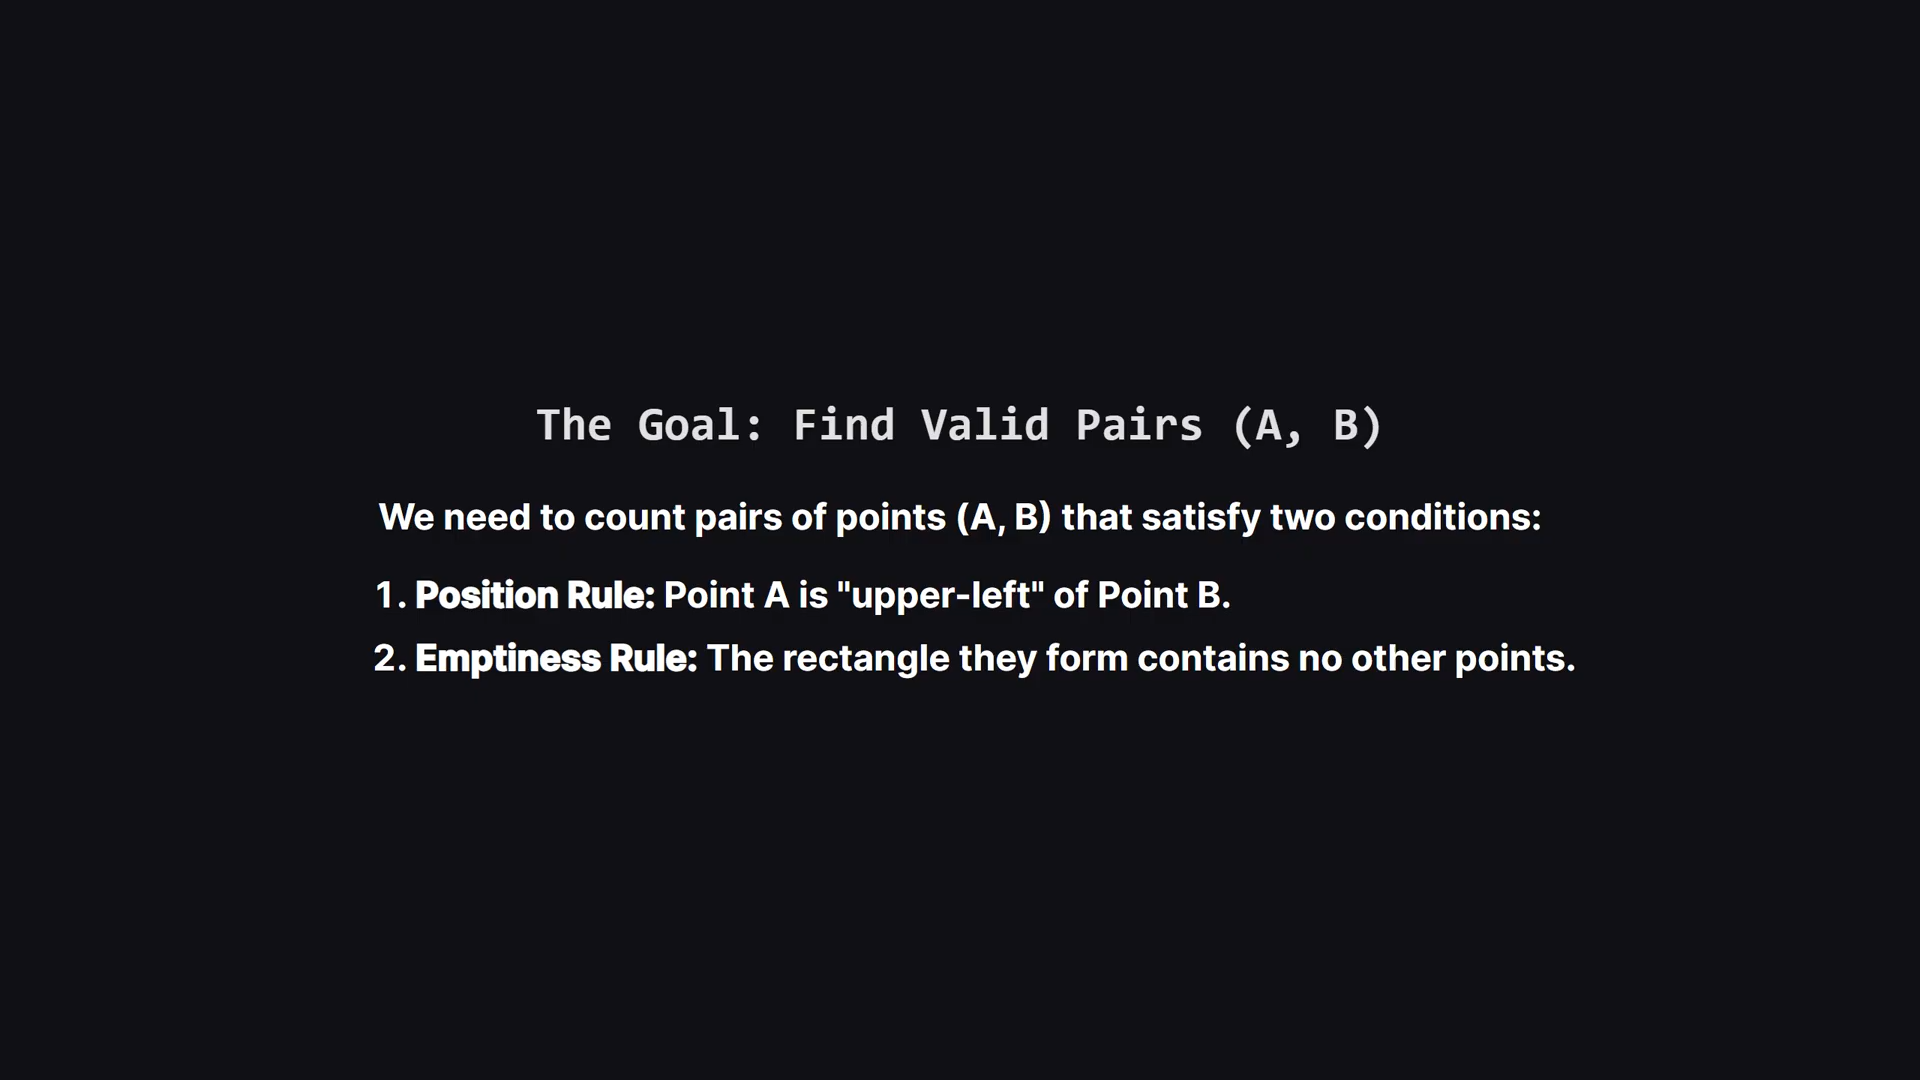 The Goal: Find Valid Pairs (A, B)
We need to count pairs of points (A, B) that satisfy two conditions:
1. Position Rule: Point A is "upper-left" of Point B.
2. Emptiness Rule: The rectangle they form contains no other points.